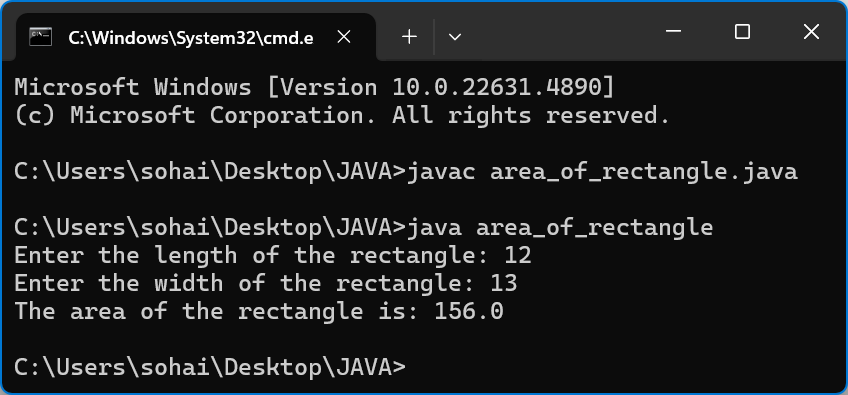 C:\Windows\System32\cmd.e
Microsoft Windows [Version 10.0.22631.4890]
(c) Microsoft Corporation. All rights reserved.
C:\Users\sohai\Desktop\JAVA>javac area_of_rectangle.java
C:\Users\sohai\Desktop\JAVA>java area_of_rectangle
Enter the length of the rectangle: 12
Enter the width of the rectangle: 13
The area of the rectangle is: 156.0
C:\Users\sohai\Desktop\JAVA>